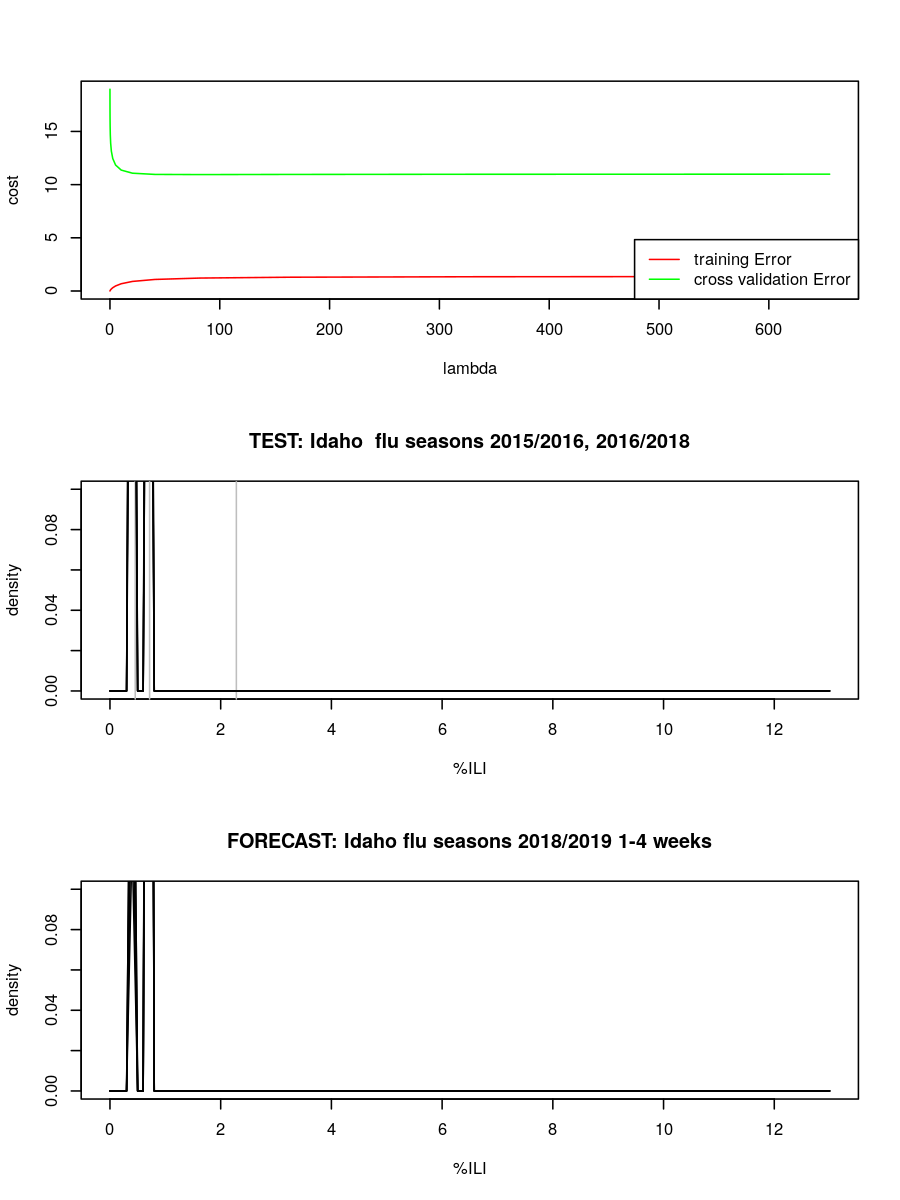 15
10
5
0
cost
training Error
cross validation Error
0 100 200 300 400 500 600
lambda
TEST: Idaho  flu seasons 2015/2016, 2016/2018
0.08
0.04
0.00
density
0 2 4 6 8 10 12
%ILI
FORECAST: Idaho flu seasons 2018/2019 1-4 weeks
0.08
0.04
0.00
density
0 2 4 6 8 10 12
%ILI